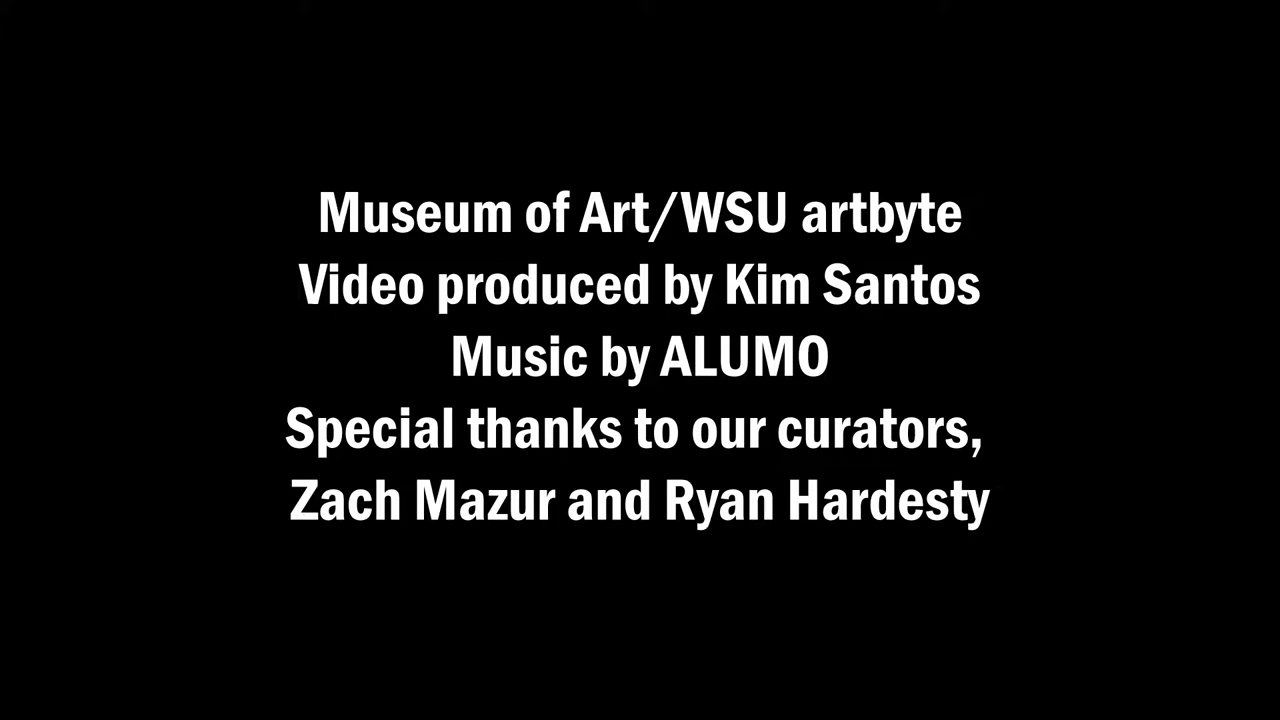 Museum of Art/WSU artbyte
Video produced by Kim Santos
Music by ALUMO
Special thanks to our curators,
Zach Mazur and Ryan Hardesty